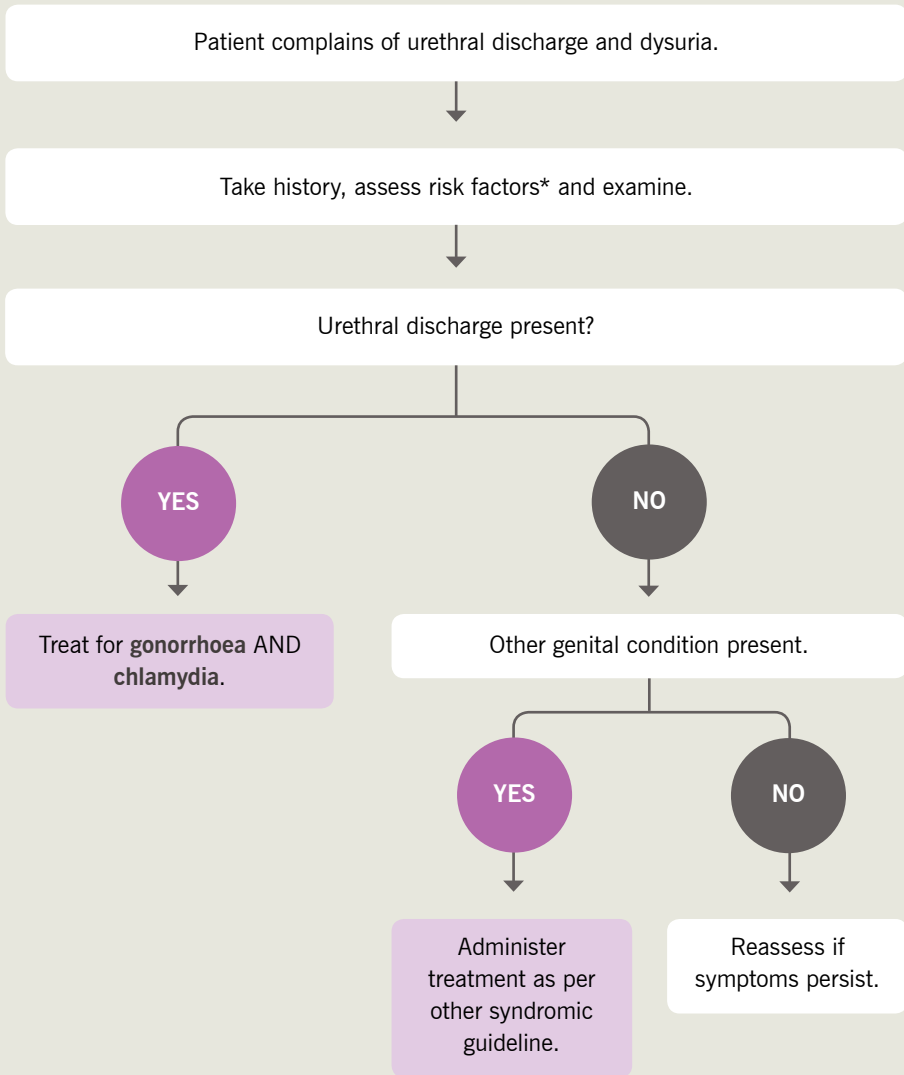 Patient complains of urethral discharge and dysuria.
Take history, assess risk factors* and examine.
Urethral discharge present?
YES
NO
Treat for gonorrhoea AND
chlamydia.
Other genital condition present.
YES
NO
Administer
treatment as per
other syndromic
guideline.
Reassess if
symptoms persist.